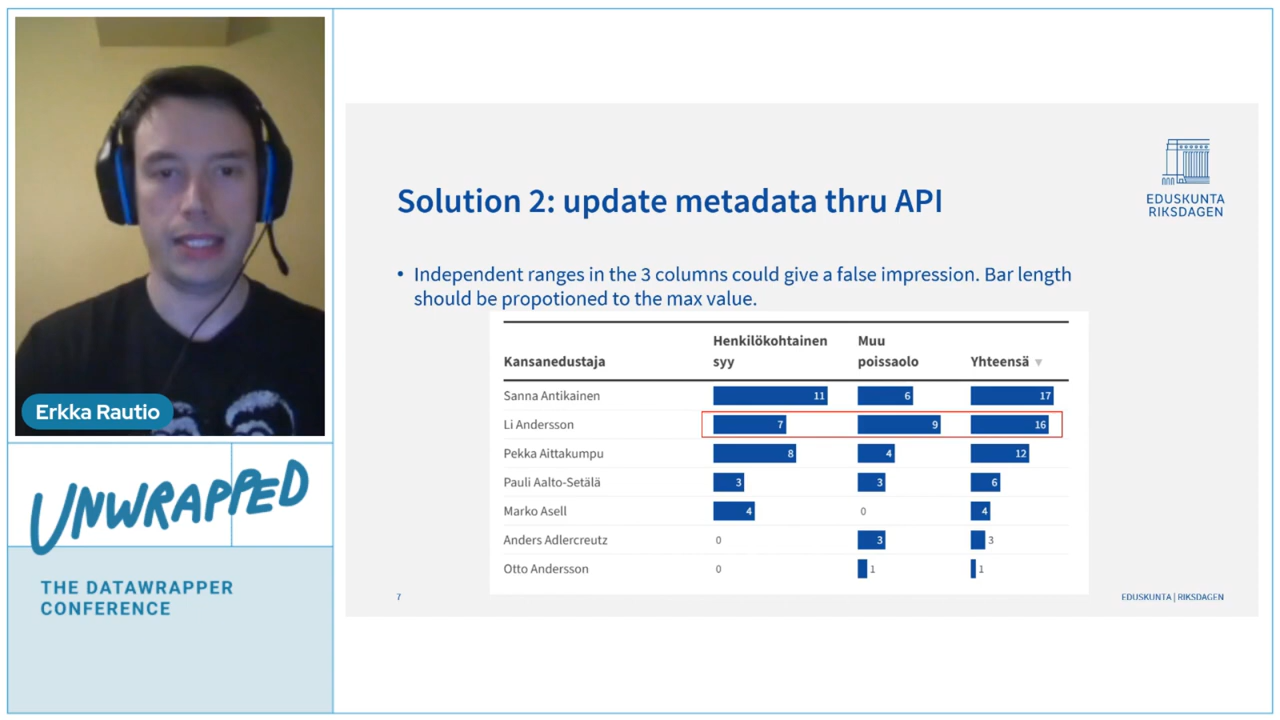 Erkka Rautio
UNWRAPPED
THE DATAWRAPPER
CONFERENCE
EDUSKUNTA
RIKSDAGEN
Solution 2: update metadata thru API
• Independent ranges in the 3 columns could give a false impression. Bar length
should be propotioned to the max value.
Kansanedustaja Henkilökohtainen syy Muu poissaolo Yhteensä ▼
Sanna Antikainen 11 6 17
Li Andersson 7 9 16
Pekka Aittakumpu 8 4 12
Pauli Aalto-Setälä 3 3 6
Marko Asell 4 0 4
Anders Adlercreutz 0 3 3
Otto Andersson 0 1 1
7
EDUSKUNTA | RIKSDAGEN